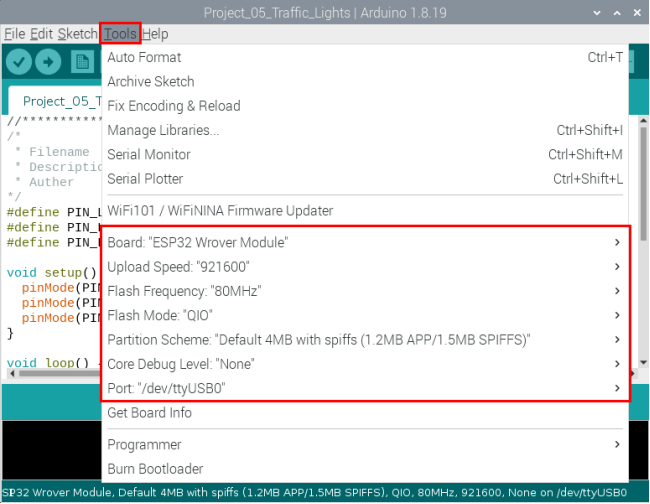 Project_05_Traffic_Lights | Arduino 1.8.19
File Edit Sketch Tools Help
Auto Format Ctrl+T
Archive Sketch
Fix Encoding & Reload
Manage Libraries... Ctrl+Shift+I
Serial Monitor Ctrl+Shift+M
Serial Plotter Ctrl+Shift+L
WiFi101 / WiFiNINA Firmware Updater
Board: "ESP32 Wrover Module"
Upload Speed: "921600"
Flash Frequency: "80MHz"
Flash Mode: "QIO"
Partition Scheme: "Default 4MB with spiffs (1.2MB APP/1.5MB SPIFFS)"
Core Debug Level: "None"
Port: "/dev/ttyUSB0"
Get Board Info
Programmer
Burn Bootloader
Project_05_T
//**********
/*
* Filename
* Descriptio
* Auther
*/
#define PIN_
#define PIN_
#define PIN_
void setup()
pinMode(PIN
pinMode(PIN
pinMode(PIN
}
void loop() {
SP32 Wrover Module, Default 4MB with spiffs (1.2MB APP/1.5MB SPIFFS), QIO, 80MHz, 921600, None on /dev/ttyUSB0